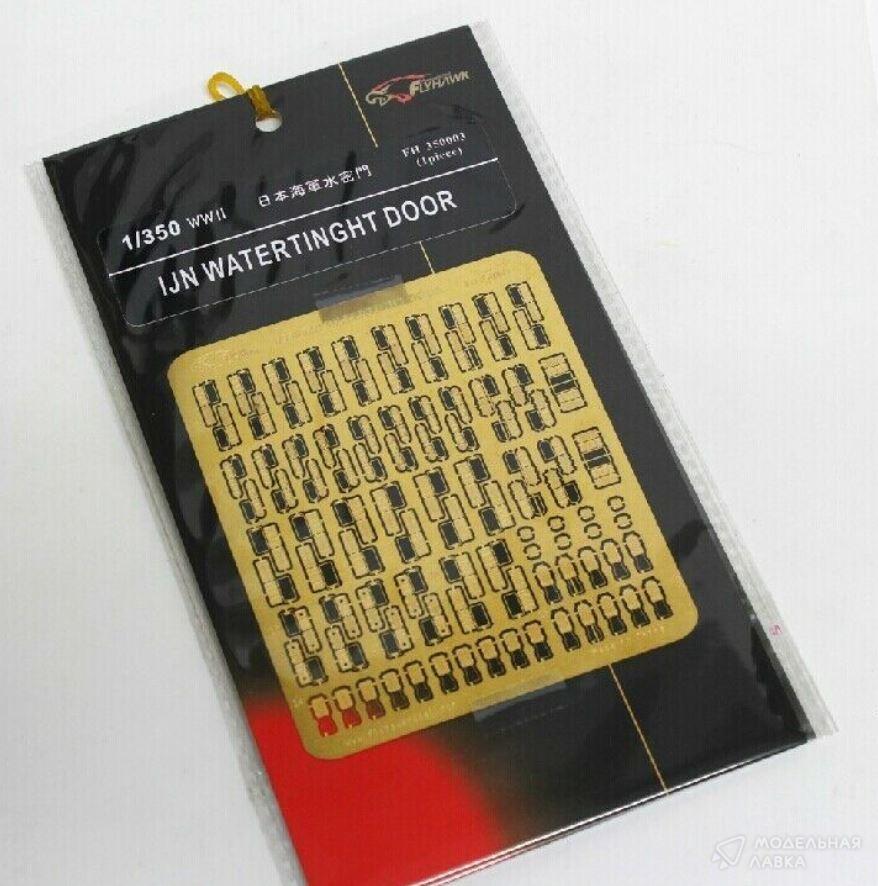 FLYHAWK
FH 350003
(1piece)
1/350 WWII 日本海軍水密門
IJN WATERTINGHT DOOR
МОДЕЛЬНАЯ
ЛАВКА